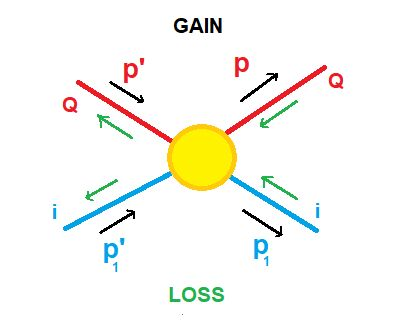 GAIN
p' p
Q Q
i i
p'1 p1
LOSS